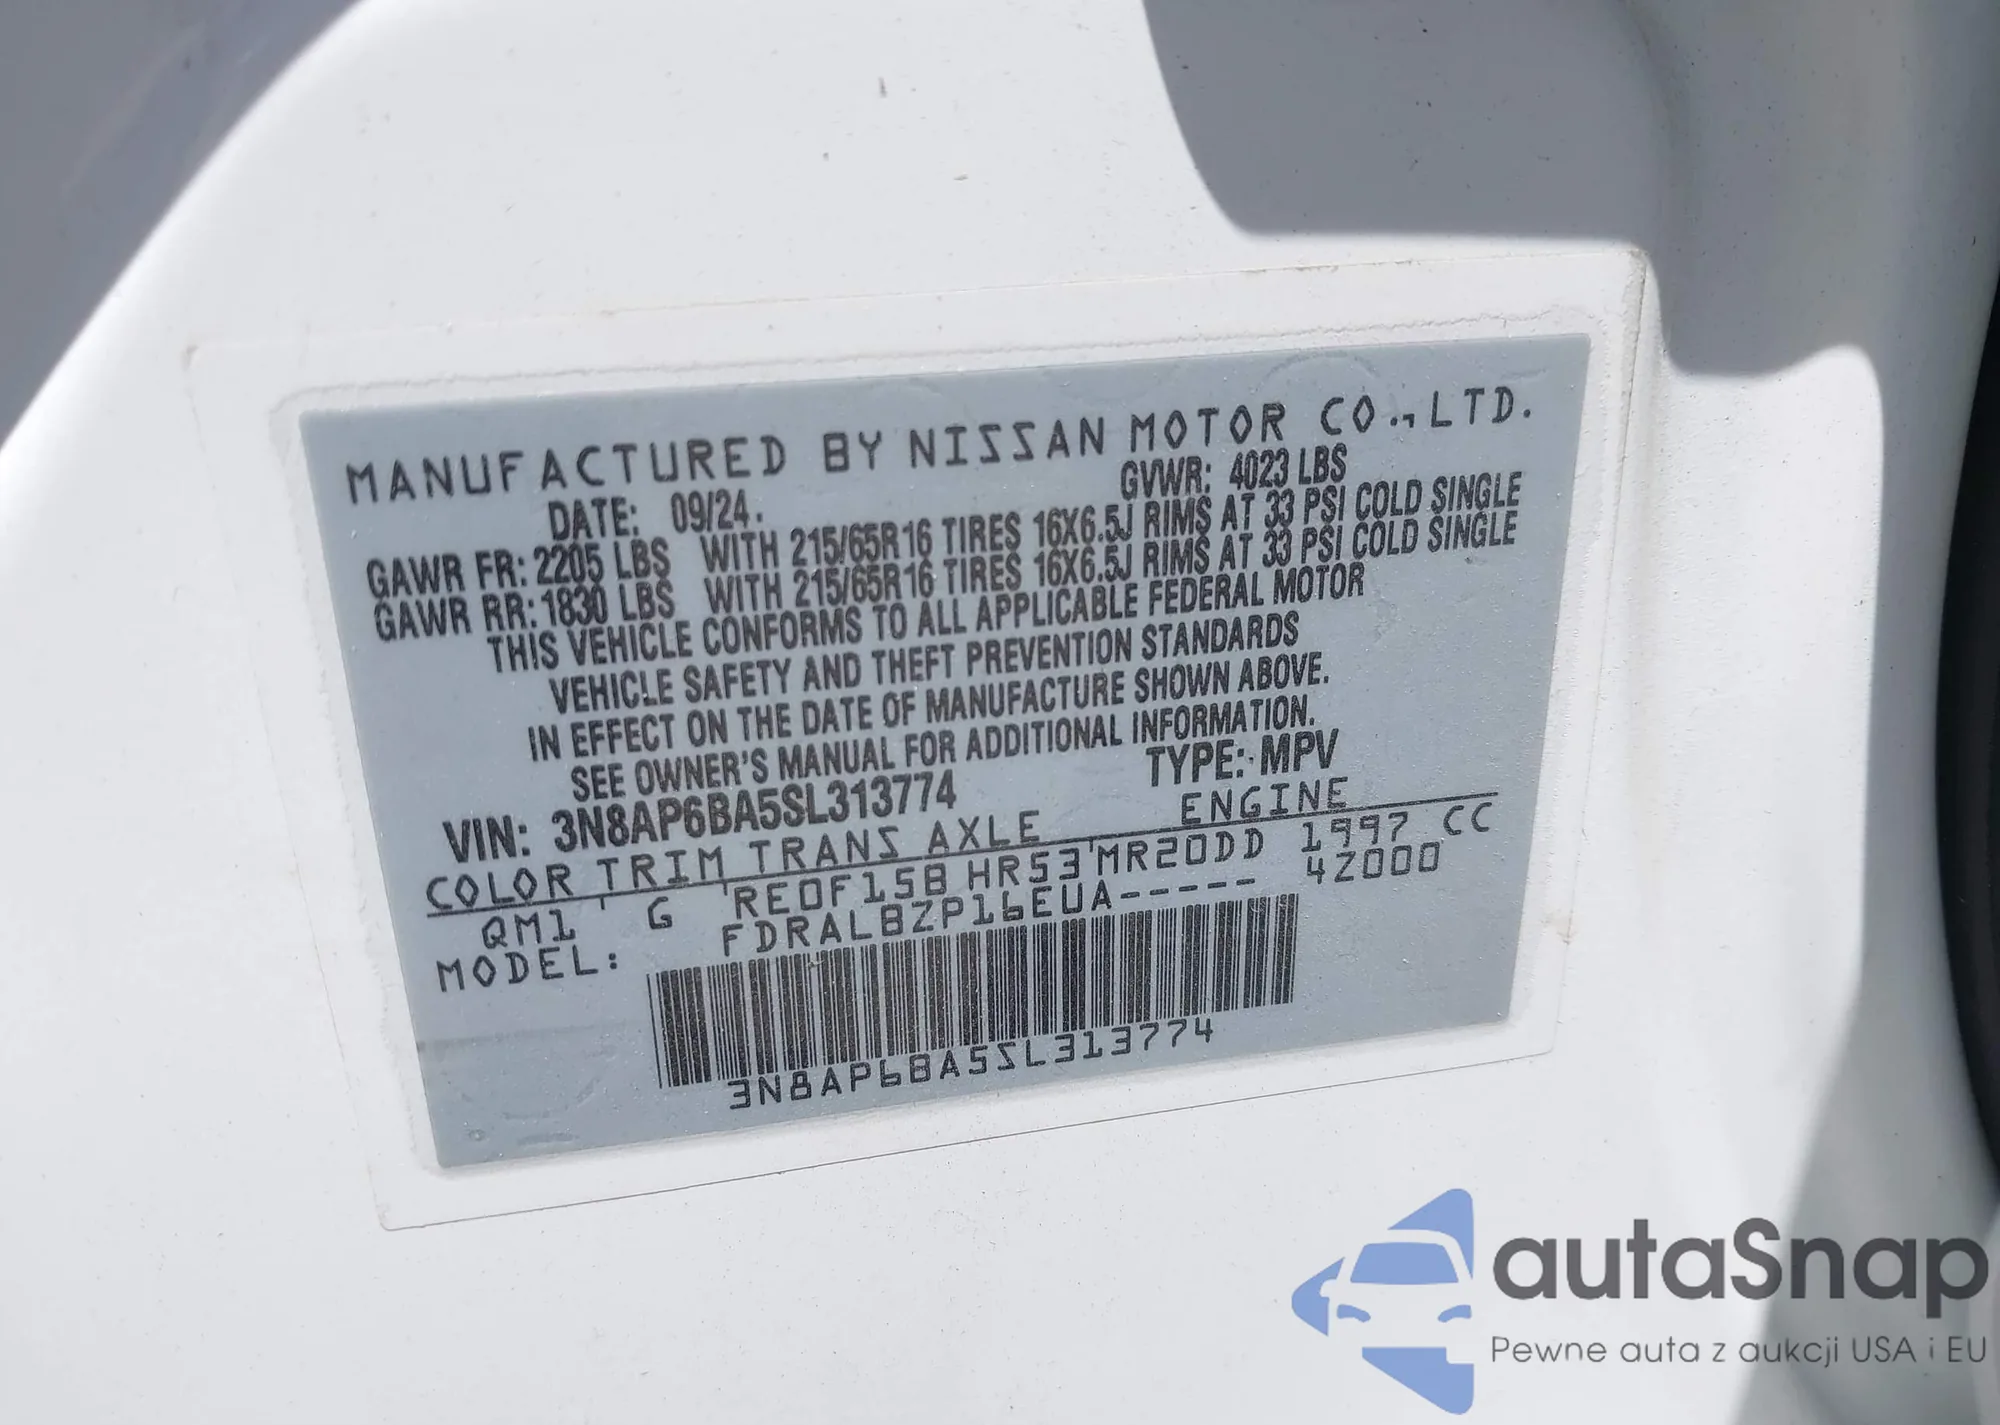 MANUFACTURED BY NISSAN MOTOR CO., LTD.
DATE: 09/24. GVWR: 4023 LBS
GAWR FR: 2205 LBS WITH 215/65R16 TIRES 16X6.5J RIMS AT 33 PSI COLD SINGLE
GAWR RR: 1830 LBS WITH 215/65R16 TIRES 16X6.5J RIMS AT 33 PSI COLD SINGLE
THIS VEHICLE CONFORMS TO ALL APPLICABLE FEDERAL MOTOR
VEHICLE SAFETY AND THEFT PREVENTION STANDARDS
IN EFFECT ON THE DATE OF MANUFACTURE SHOWN ABOVE.
SEE OWNER'S MANUAL FOR ADDITIONAL INFORMATION.
VIN: 3N8AP6BA5SL313774 TYPE: MPV
COLOR TRIM TRANS AXLE ENGINE
QM1 G RE0F15B HR53 MR20DD 1997 CC
MODEL: FDRALBZP16EUA----- 4Z000
3N8AP6BA5SL313774
autaSnap
Pewne auta z aukcji USA i EU